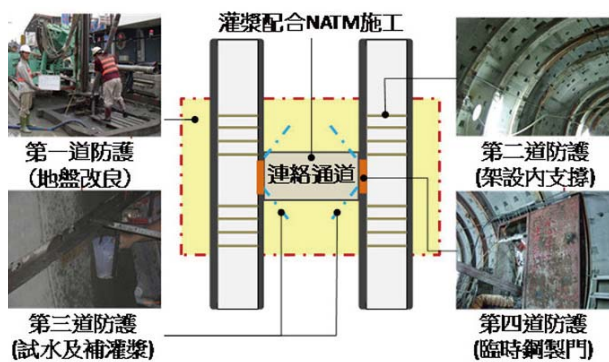 灌漿配合NATM施工
第一道防護
(地盤改良)
第二道防護
(架設內支撐)
連絡通道
第三道防護
(試水及補灌漿)
第四道防護
(臨時鋼製門)